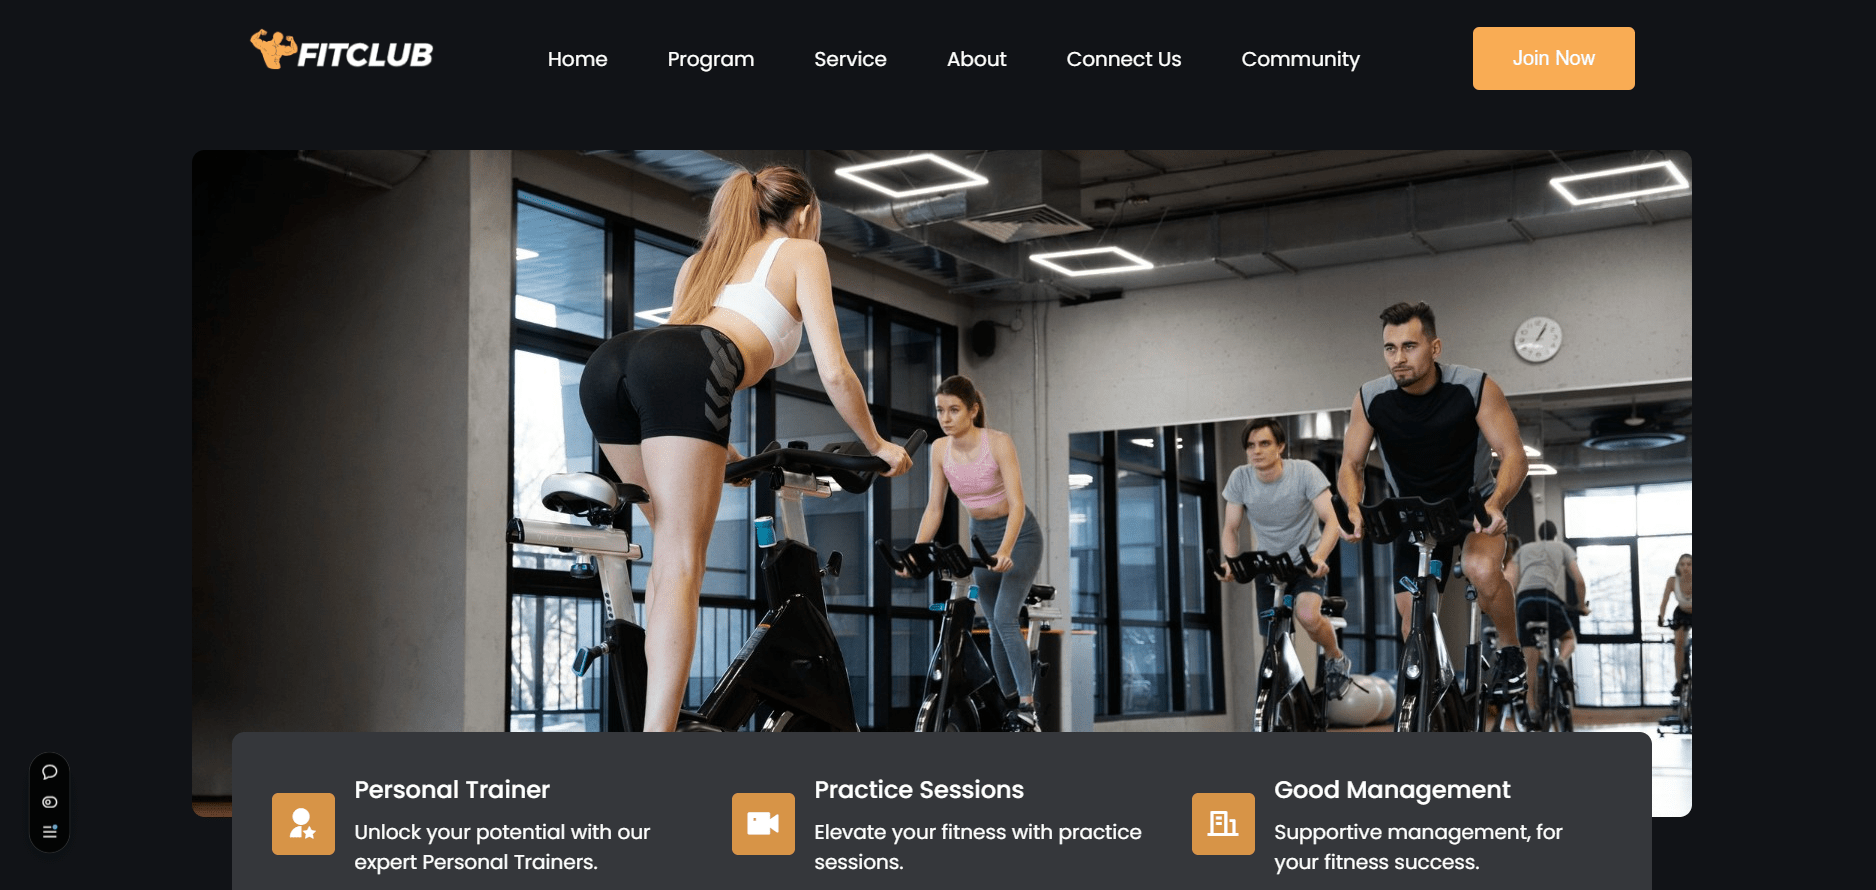 FITCLUB
Home
Program
Service
About
Connect Us
Community
Join Now
Personal Trainer
Unlock your potential with our
expert Personal Trainers.
Practice Sessions
Elevate your fitness with practice
sessions.
Good Management
Supportive management, for
your fitness success.